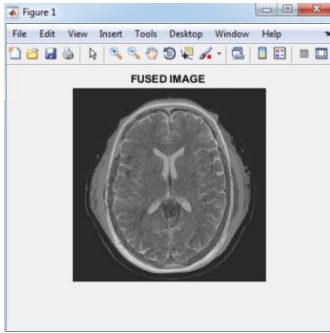 Figure 1
File Edit View Insert Tools Desktop Window Help
FUSED IMAGE